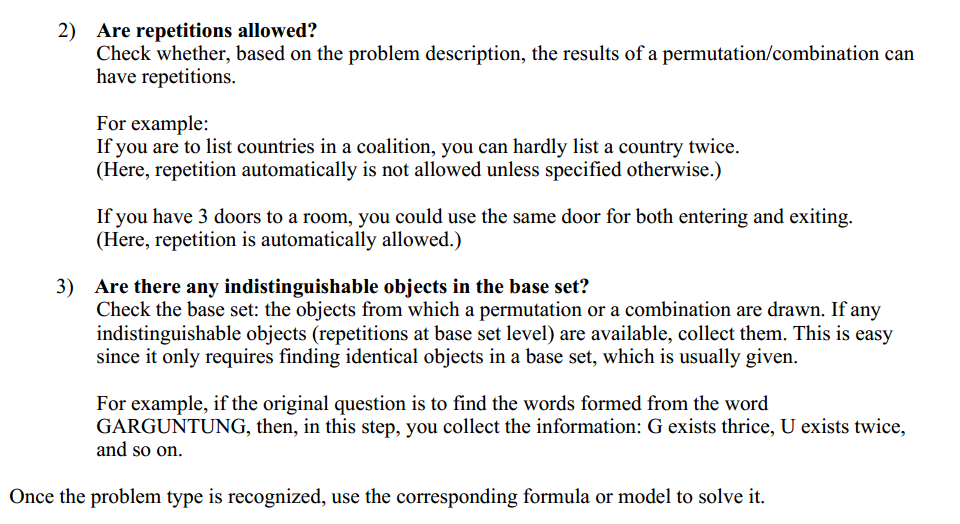 2) Are repetitions allowed?
Check whether, based on the problem description, the results of a permutation/combination can
have repetitions.
For example:
If you are to list countries in a coalition, you can hardly list a country twice.
(Here, repetition automatically is not allowed unless specified otherwise.)
If you have 3 doors to a room, you could use the same door for both entering and exiting.
(Here, repetition is automatically allowed.)
3) Are there any indistinguishable objects in the base set?
Check the base set: the objects from which a permutation or a combination are drawn. If any
indistinguishable objects (repetitions at base set level) are available, collect them. This is easy
since it only requires finding identical objects in a base set, which is usually given.
For example, if the original question is to find the words formed from the word
GARGUNTUNG, then, in this step, you collect the information: G exists thrice, U exists twice,
and so on.
Once the problem type is recognized, use the corresponding formula or model to solve it.